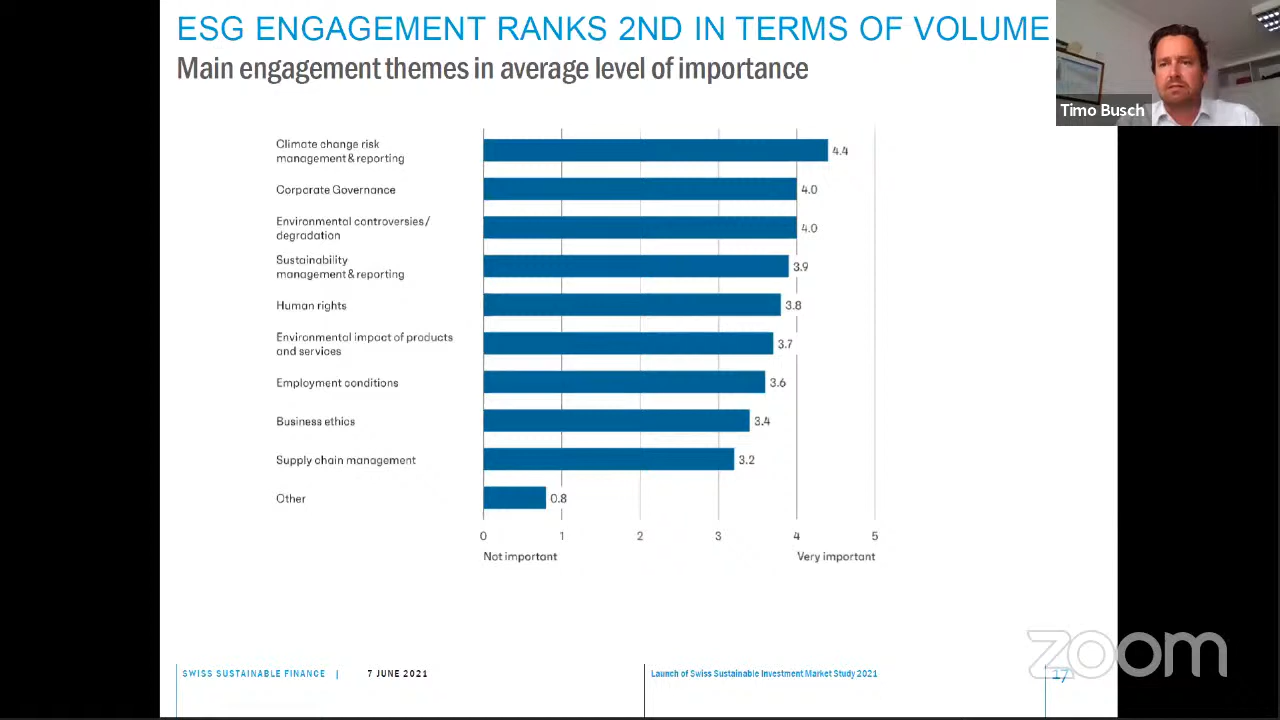 ESG ENGAGEMENT RANKS 2ND IN TERMS OF VOLUME
Main engagement themes in average level of importance
Timo Busch
Climate change risk
management & reporting
4.4
Corporate Governance
4.0
Environmental controversies/
degradation
4.0
Sustainability
management & reporting
3.9
Human rights
3.8
Environmental impact of products
and services
3.7
Employment conditions
3.6
Business ethics
3.4
Supply chain management
3.2
Other
0.8
0 1 2 3 4 5
Not important
Very important
SWISS SUSTAINABLE FINANCE |
7 JUNE 2021
Launch of Swiss Sustainable Investment Market Study 2021
17
zoom